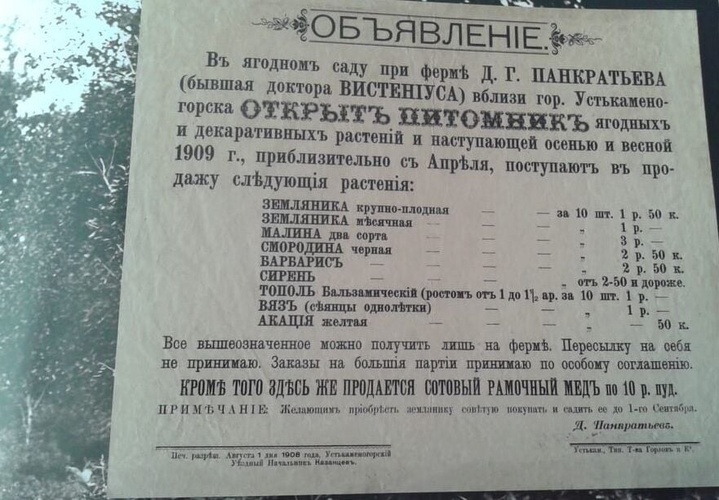 ОБЪЯВЛЕНІЕ.
Въ ягодномъ саду при фермѣ Д. Г. ПАНКРАТЬЕВА
(бывшая доктора ВИСТЕНІУСА) вблизи гор. Устькамено-
горска ОТКРЫТЪ ПИТОМНИКЪ ягодныхъ
и декаративныхъ растеній и наступающей осенью и весной
1909 г., приблизительно съ Апрѣля, поступаютъ въ про-
дажу слѣдующія растенія:
ЗЕМЛЯНИКА крупно-плодная — — за 10 шт. 1 р. 50 к.
ЗЕМЛЯНИКА мѣсячная — — — „ 1 р. —
МАЛИНА два сорта — — — „ 3 р. —
СМОРОДИНА черная — — — „ 2 р. 50 к.
БАРБАРИСЪ — — — — „ 2 р. 50 к.
СИРЕНЬ — — — — „ отъ 2-50 и дороже.
ТОПОЛЬ Бальзамическій (ростомъ отъ 1 до 1½ ар. за 10 шт. 1 р. —
ВЯЗЪ (сѣянцы однолѣтки) — — — „ 1 р. —
АКАЦІЯ желтая — — — — „ — 50 к.
Все вышеозначенное можно получить лишь на фермѣ. Пересылку на себя
не принимаю. Заказы на большія партіи принимаю по особому соглашенію.
КРОМѢ ТОГО ЗДѢСЬ ЖЕ ПРОДАЕТСЯ СОТОВЫЙ РАМОЧНЫЙ МЕДЪ по 10 р. пуд.
ПРИМѢЧАНІЕ: Желающимъ пріобрѣсть землянику совѣтую покупать и садить ее до 1-го Сентября.
Д. Панкратьевъ.
Печ. разрѣш. Августа 1 дня 1908 года, Устькаменогорскій
Уѣздный Начальникъ Казанцевъ.
Устькам., Тип. Т-ва Горловъ и К°.